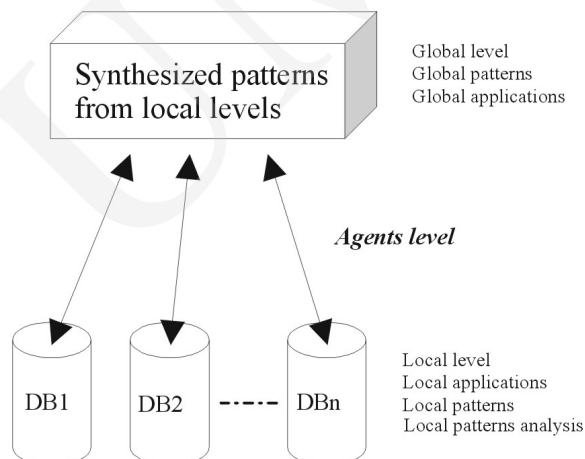 Synthesized patterns
from local levels
Global level
Global patterns
Global applications
Agents level
DB1
DB2
DBn
Local level
Local applications
Local patterns
Local patterns analysis